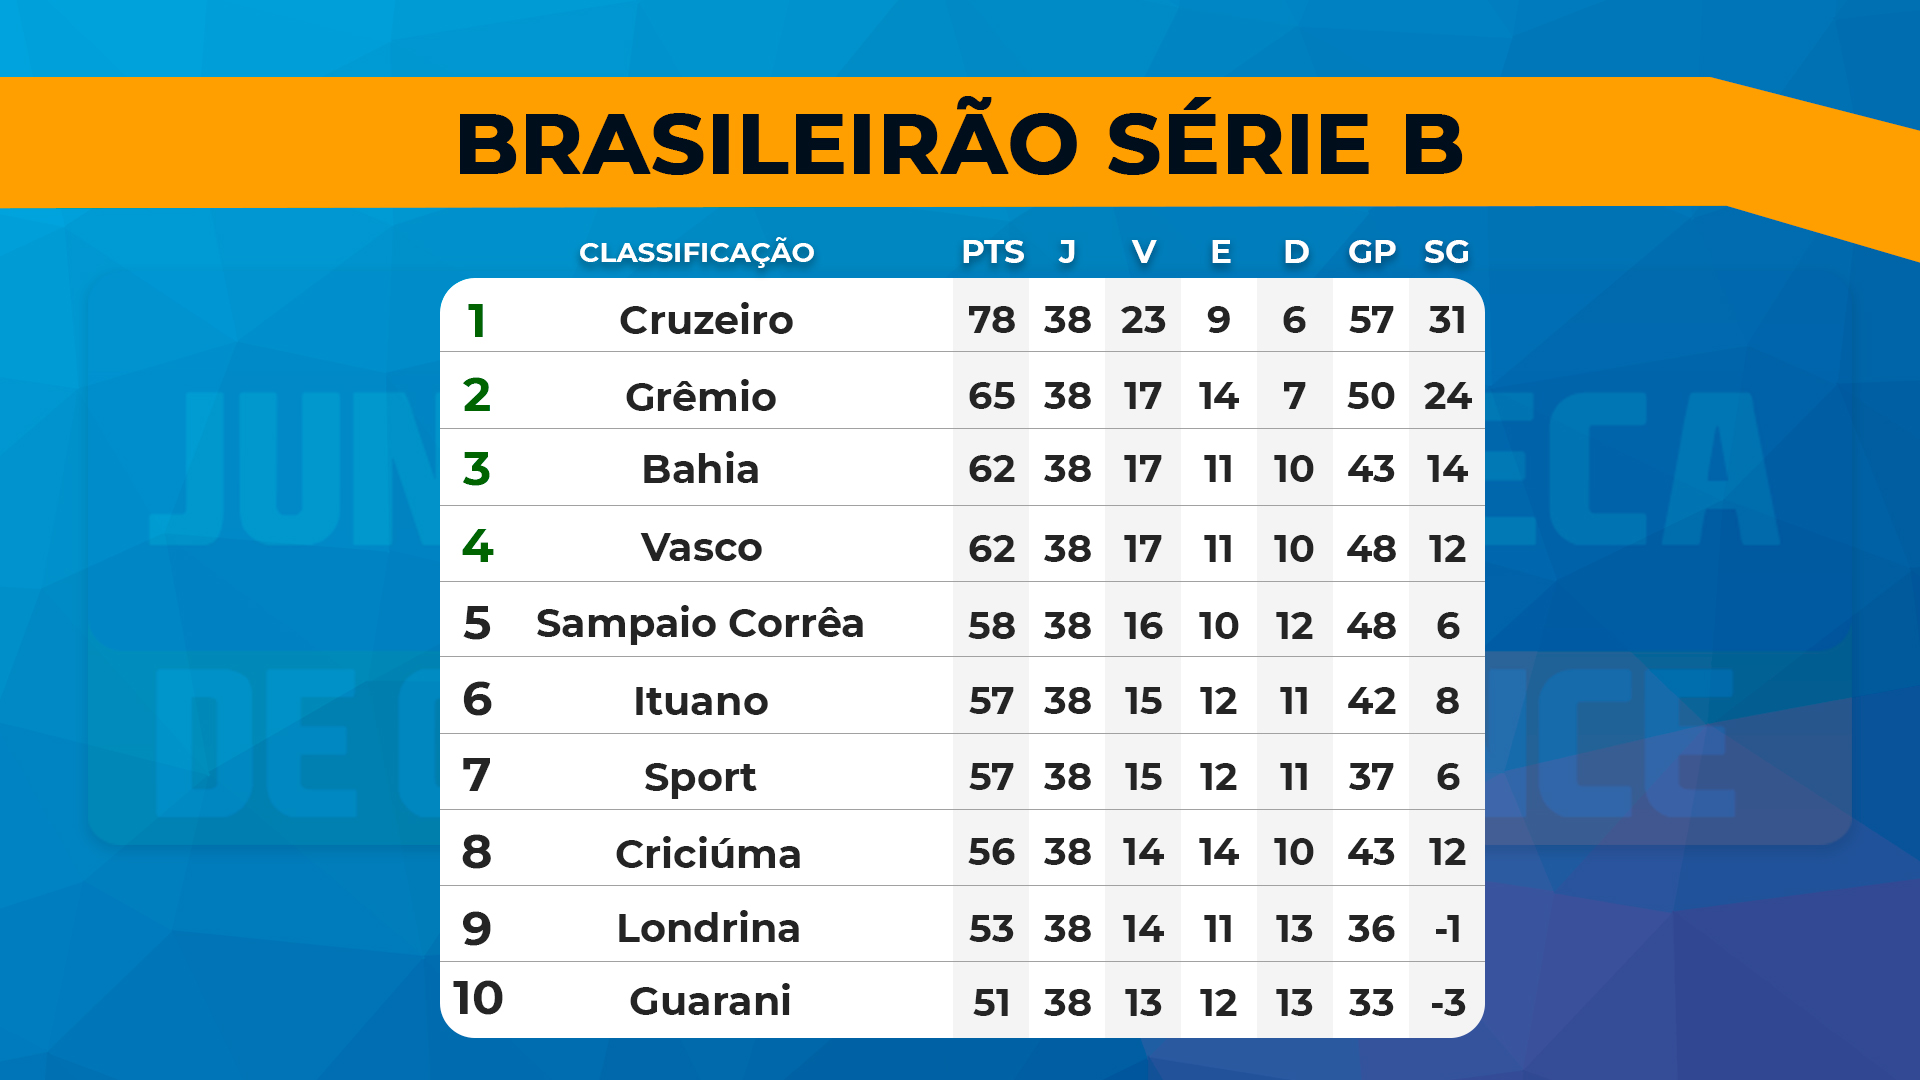 BRASILEIRÃO SÉRIE B
CLASSIFICAÇÃO PTS J V E D GP SG
1 Cruzeiro 78 38 23 9 6 57 31
2 Grêmio 65 38 17 14 7 50 24
3 Bahia 62 38 17 11 10 43 14
4 Vasco 62 38 17 11 10 48 12
5 Sampaio Corrêa 58 38 16 10 12 48 6
6 Ituano 57 38 15 12 11 42 8
7 Sport 57 38 15 12 11 37 6
8 Criciúma 56 38 14 14 10 43 12
9 Londrina 53 38 14 11 13 36 -1
10 Guarani 51 38 13 12 13 33 -3